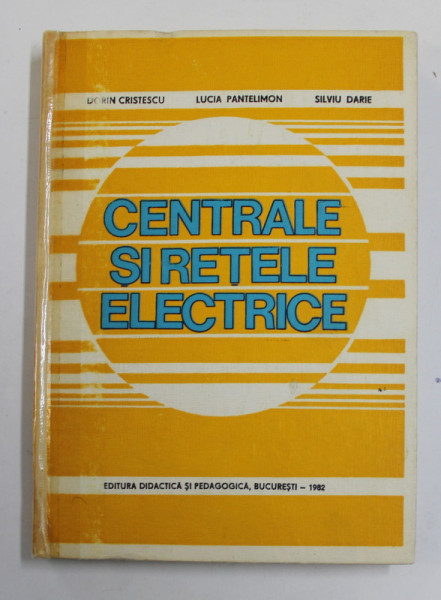 DORIN CRISTESCU LUCIA PANTELIMON SILVIU DARIE
CENTRALE
ȘI REȚELE
ELECTRICE
EDITURA DIDACTICĂ ȘI PEDAGOGICĂ, BUCUREȘTI – 1982